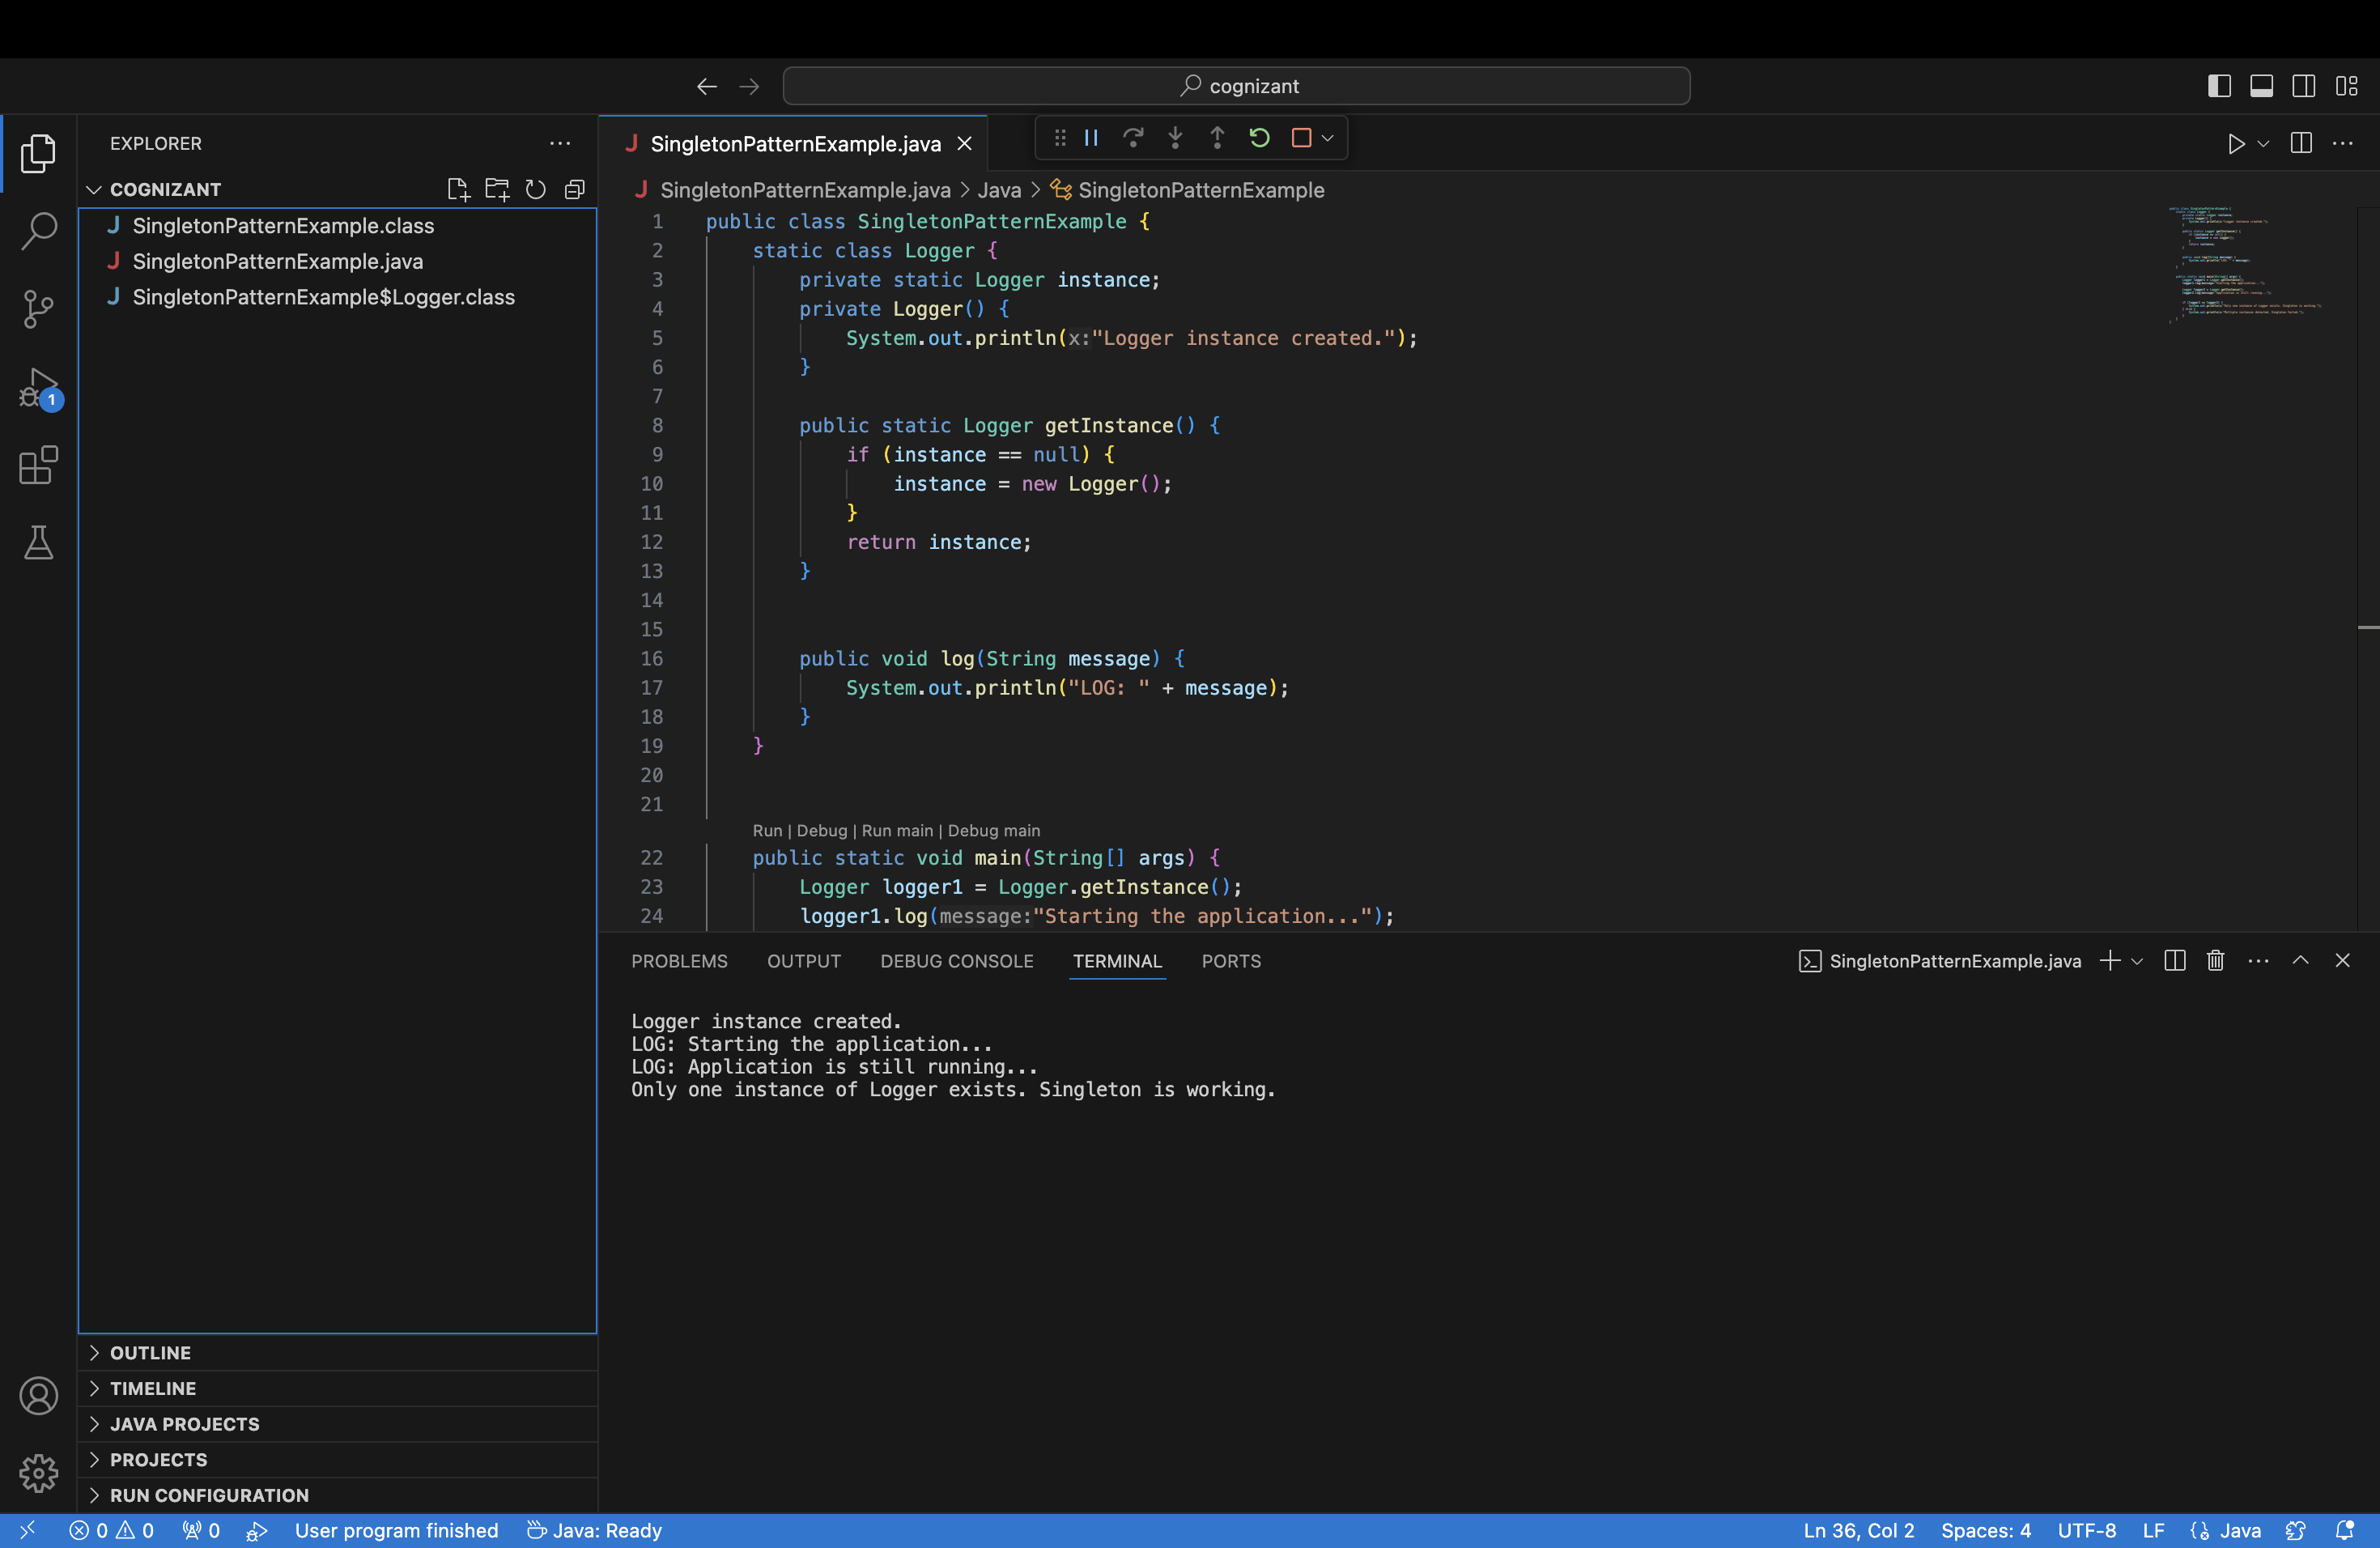 cognizant
EXPLORER
COGNIZANT
SingletonPatternExample.class
SingletonPatternExample.java
SingletonPatternExample$Logger.class
OUTLINE
TIMELINE
JAVA PROJECTS
PROJECTS
RUN CONFIGURATION
1
SingletonPatternExample.java
SingletonPatternExample.java > Java > SingletonPatternExample
1 public class SingletonPatternExample {
2 static class Logger {
3 private static Logger instance;
4 private Logger() {
5 System.out.println(x:"Logger instance created.");
6 }
7
8 public static Logger getInstance() {
9 if (instance == null) {
10 instance = new Logger();
11 }
12 return instance;
13 }
14
15
16 public void log(String message) {
17 System.out.println("LOG: " + message);
18 }
19 }
20
21
Run | Debug | Run main | Debug main
22 public static void main(String[] args) {
23 Logger logger1 = Logger.getInstance();
24 logger1.log(message:"Starting the application...");
PROBLEMS OUTPUT DEBUG CONSOLE TERMINAL PORTS SingletonPatternExample.java
Logger instance created.
LOG: Starting the application...
LOG: Application is still running...
Only one instance of Logger exists. Singleton is working.
0 0 0 User program finished Java: Ready Ln 36, Col 2 Spaces: 4 UTF-8 LF Java